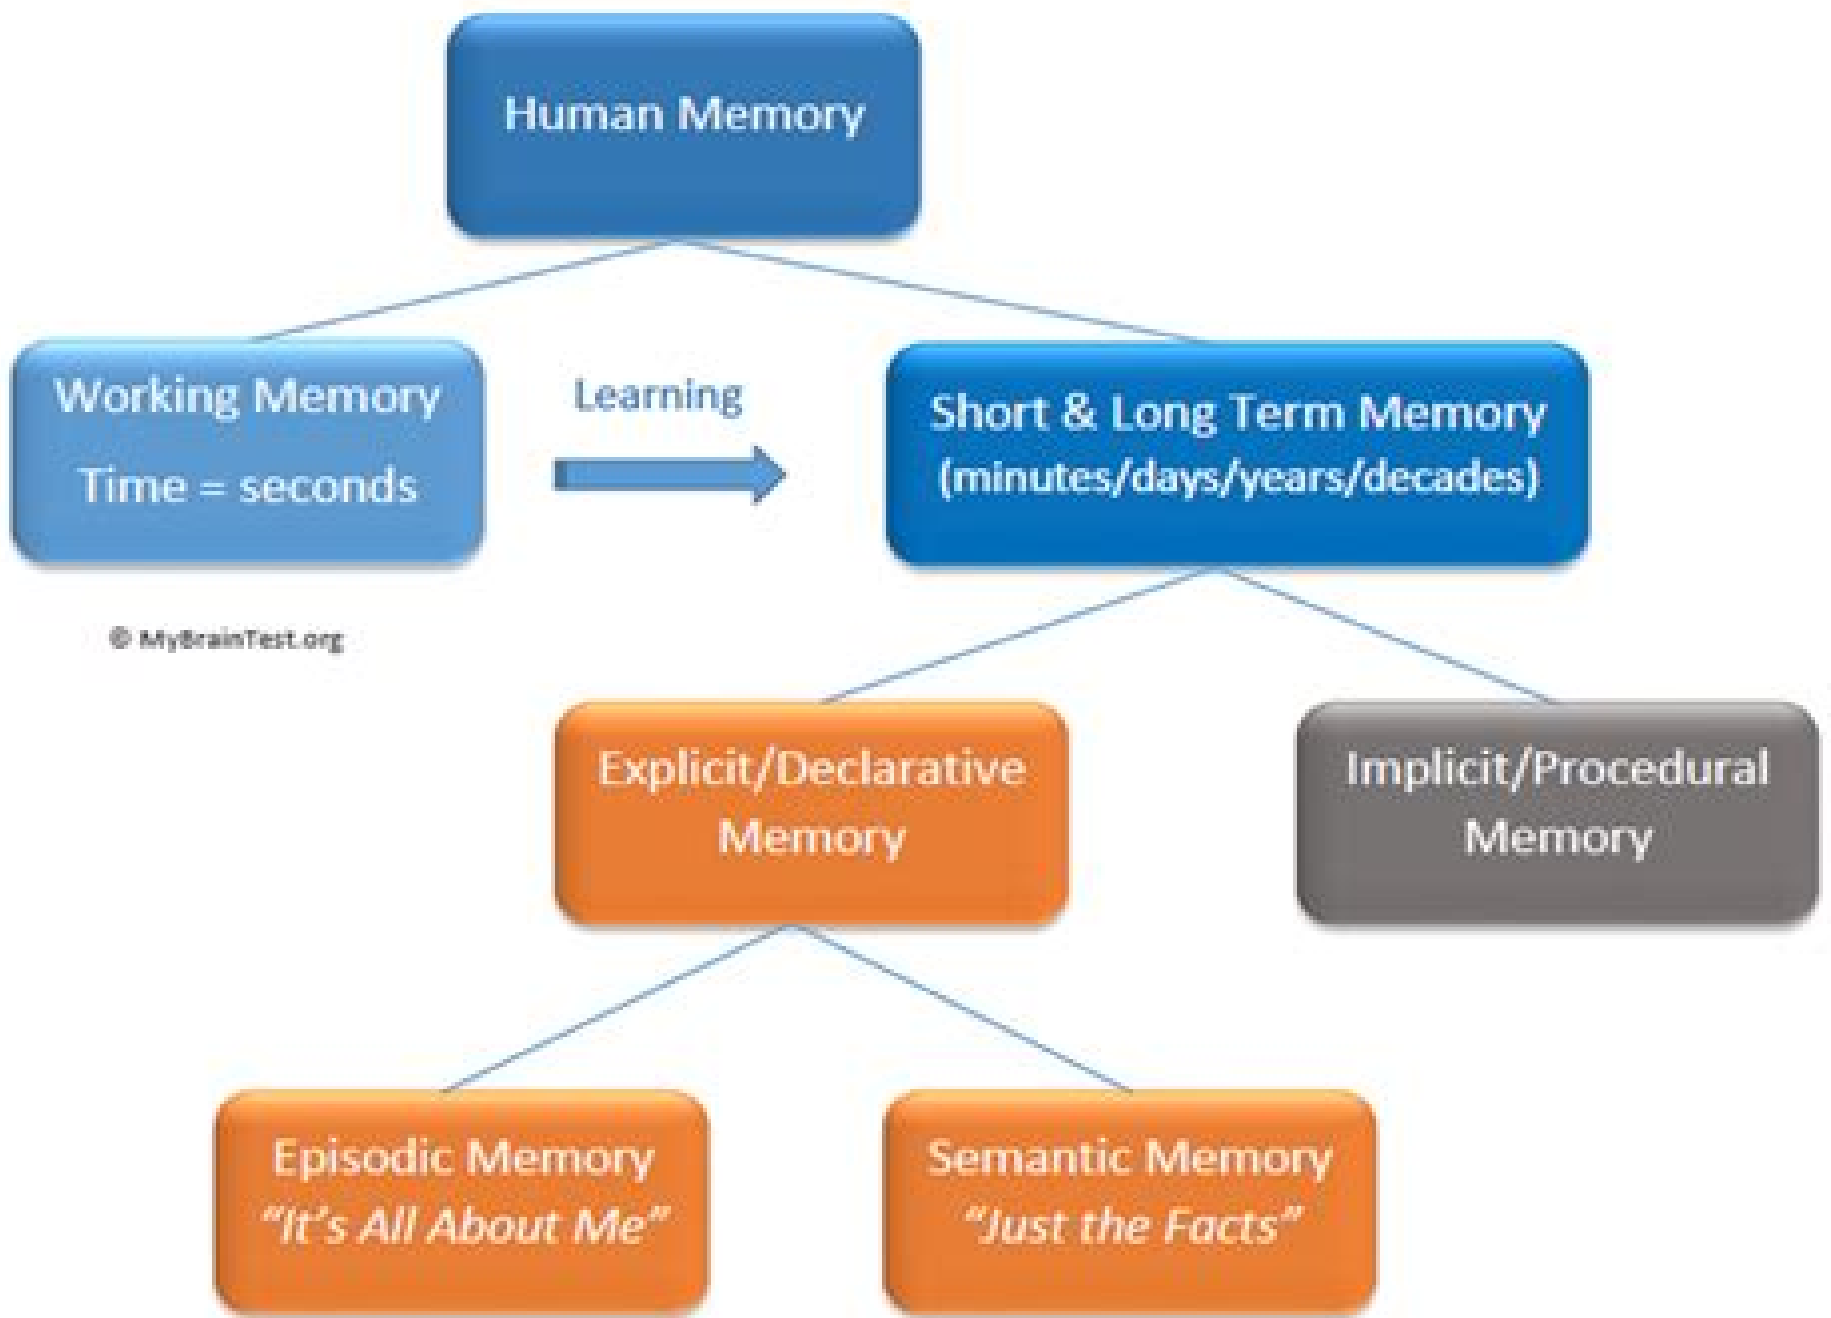 Human Memory
Working Memory
Time = seconds
Learning
Short & Long Term Memory
(minutes/days/years/decades)
© MyBrainTest.org
Explicit/Declarative
Memory
Implicit/Procedural
Memory
Episodic Memory
“It’s All About Me”
Semantic Memory
“Just the Facts”